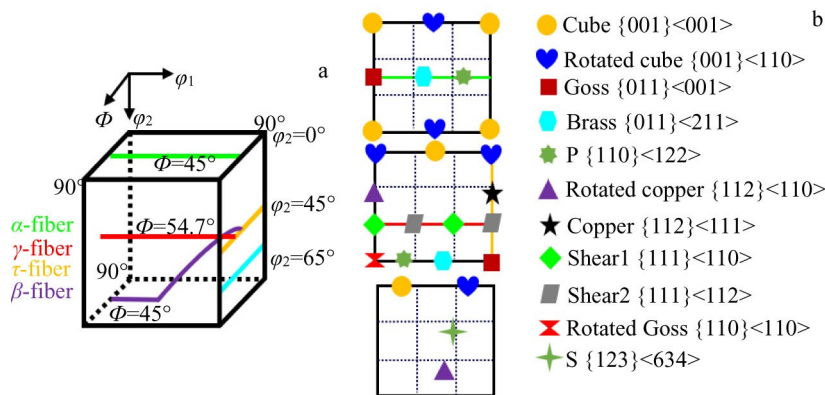 a
b
φ1
Φ
φ2
90°
φ2=0°
Φ=45°
90°
φ2=45°
Φ=54.7°
α-fiber
γ-fiber
τ-fiber
β-fiber
90°
φ2=65°
Φ=45°
Cube {001}<001>
Rotated cube {001}<110>
Goss {011}<001>
Brass {011}<211>
P {110}<122>
Rotated copper {112}<110>
Copper {112}<111>
Shear1 {111}<110>
Shear2 {111}<112>
Rotated Goss {110}<110>
S {123}<634>